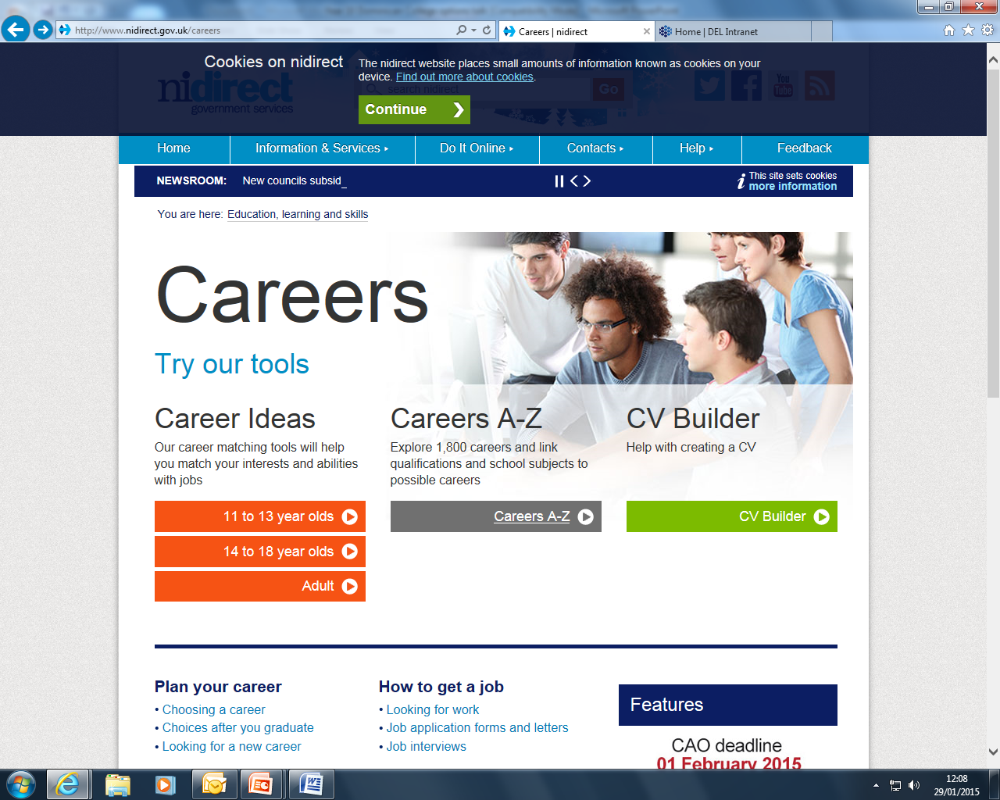 http://www.nidirect.gov.uk/careers
Careers | nidirect
Home | DEL Intranet
Cookies on nidirect
The nidirect website places small amounts of information known as cookies on your
device. Find out more about cookies.
Continue
nidirect
government services
search nidirect
Go
You
Tube
Home
Information & Services
Do It Online
Contacts
Help
Feedback
NEWSROOM:
New councils subsid_
This site sets cookies
more information
You are here: Education, learning and skills
Careers
Try our tools
Career Ideas
Our career matching tools will help
you match your interests and abilities
with jobs
11 to 13 year olds
14 to 18 year olds
Adult
Careers A-Z
Explore 1,800 careers and link
qualifications and school subjects to
possible careers
Careers A-Z
CV Builder
Help with creating a CV
CV Builder
Plan your career
• Choosing a career
• Choices after you graduate
• Looking for a new career
How to get a job
• Looking for work
• Job application forms and letters
• Job interviews
Features
CAO deadline
01 February 2015
12:08
29/01/2015